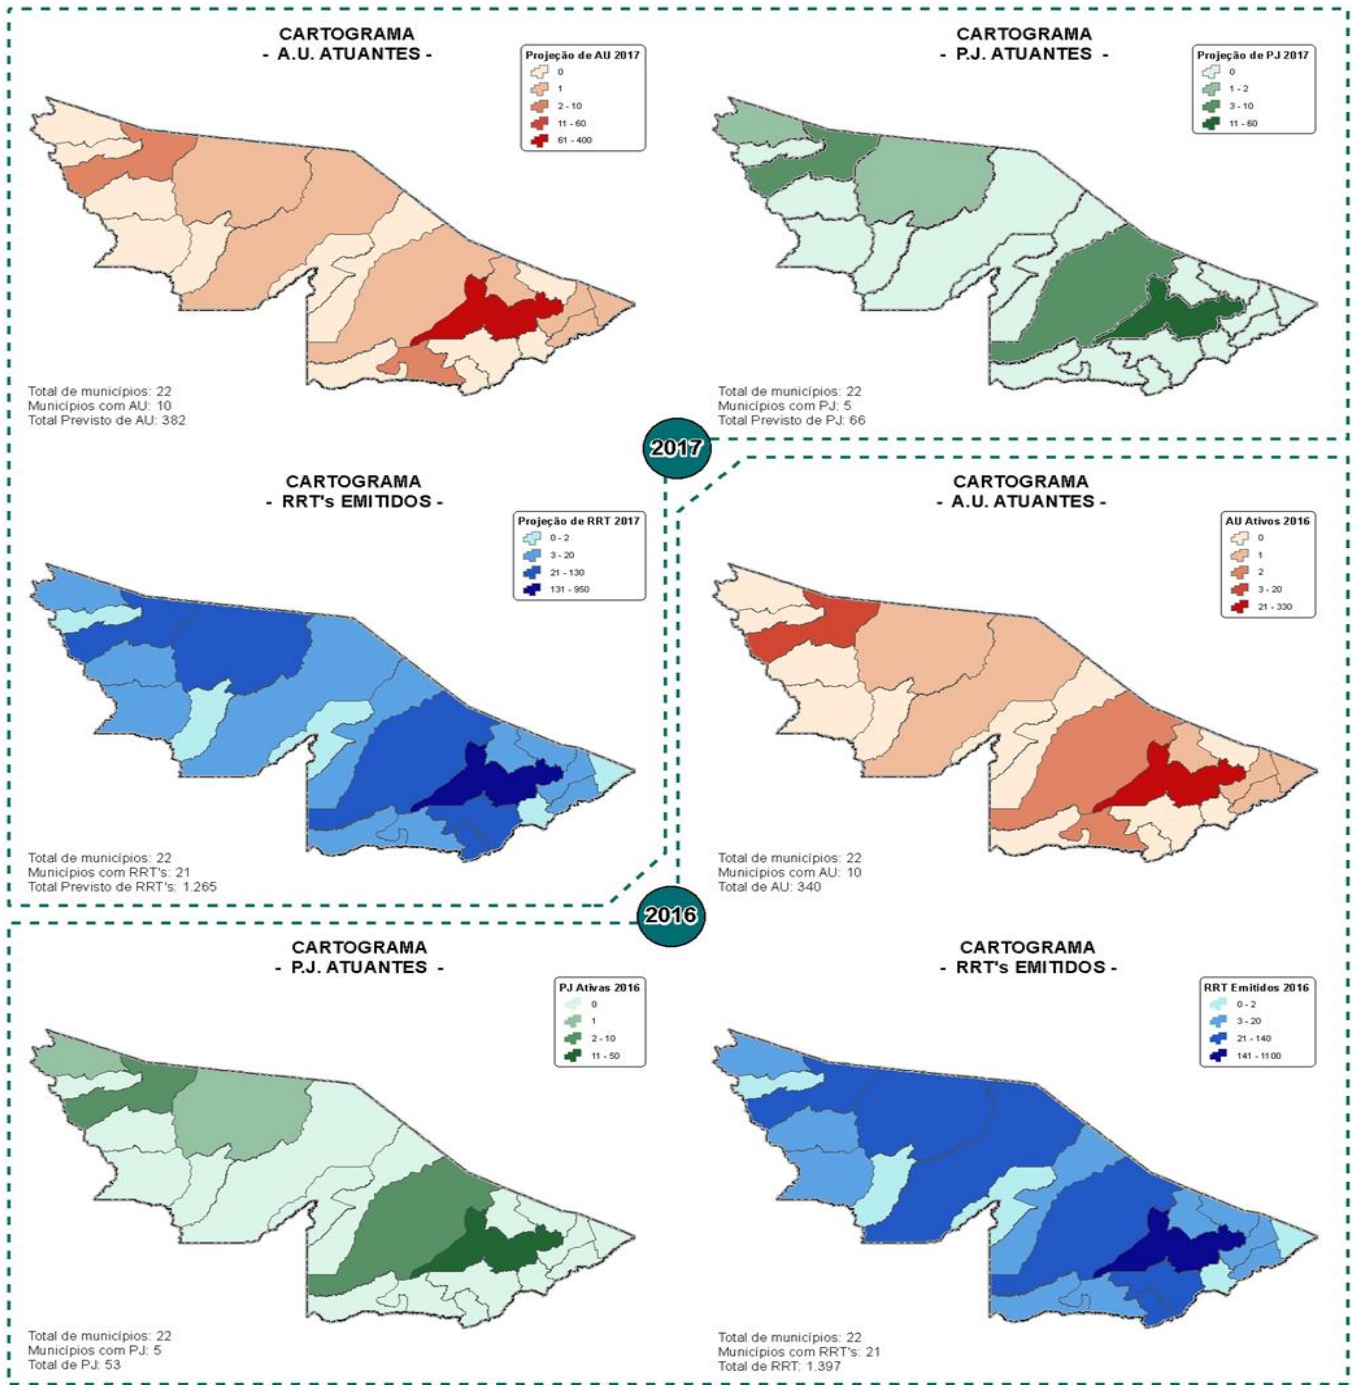 CARTOGRAMA
- A.U. ATUANTES -
Projeção de AU 2017
0
1
2 - 10
11 - 60
61 - 400
Total de municípios: 22
Municípios com AU: 10
Total Previsto de AU: 382
CARTOGRAMA
- P.J. ATUANTES -
Projeção de PJ 2017
0
1 - 2
3 - 10
11 - 60
Total de municípios: 22
Municípios com PJ: 5
Total Previsto de PJ: 66
2017
CARTOGRAMA
- RRT's EMITIDOS -
Projeção de RRT 2017
0 - 2
3 - 20
21 - 130
131 - 950
Total de municípios: 22
Municípios com RRT's: 21
Total Previsto de RRT's: 1.265
CARTOGRAMA
- A.U. ATUANTES -
AU Ativos 2016
0
1
2
3 - 20
21 - 330
Total de municípios: 22
Municípios com AU: 10
Total de AU: 340
2016
CARTOGRAMA
- P.J. ATUANTES -
PJ Ativas 2016
0
1
2 - 10
11 - 50
Total de municípios: 22
Municípios com PJ: 5
Total de PJ: 53
CARTOGRAMA
- RRT's EMITIDOS -
RRT Emitidos 2016
0 - 2
3 - 20
21 - 140
141 - 1100
Total de municípios: 22
Municípios com RRT's: 21
Total de RRT: 1.397